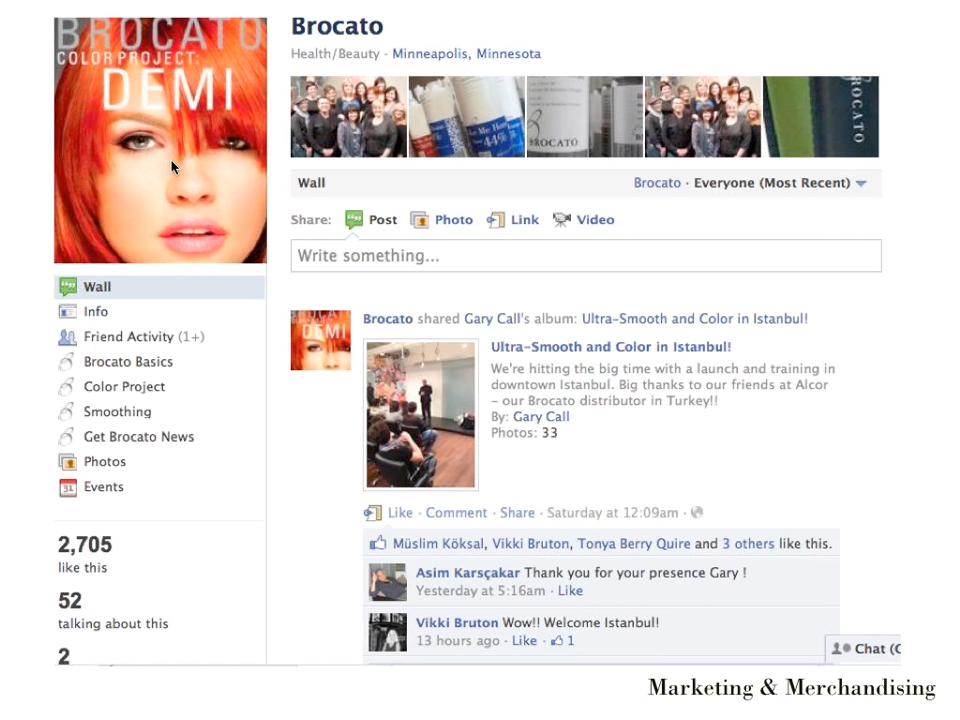 BROCATO
COLOR PROJECT:
DEMI
Brocato
Health/Beauty · Minneapolis, Minnesota
Me Hom
44%
BROCATO
ROCATO
Wall
Brocato · Everyone (Most Recent)
Share: Post Photo Link Video
Write something...
Wall
Info
Friend Activity (1+)
Brocato Basics
Color Project
Smoothing
Get Brocato News
Photos
31 Events
2,705
like this
52
talking about this
2
DEMI
Brocato shared Gary Call's album: Ultra-Smooth and Color in Istanbul!
Ultra-Smooth and Color in Istanbul!
We're hitting the big time with a launch and training in
downtown Istanbul. Big thanks to our friends at Alcor
– our Brocato distributor in Turkey!!
By: Gary Call
Photos: 33
Like · Comment · Share · Saturday at 12:09am ·
Müslim Köksal, Vikki Bruton, Tonya Berry Quire and 3 others like this.
Asim Karsçakar Thank you for your presence Gary !
Yesterday at 5:16am · Like
Vikki Bruton Wow!! Welcome Istanbul!
13 hours ago · Like · 1
Chat (
Marketing & Merchandising